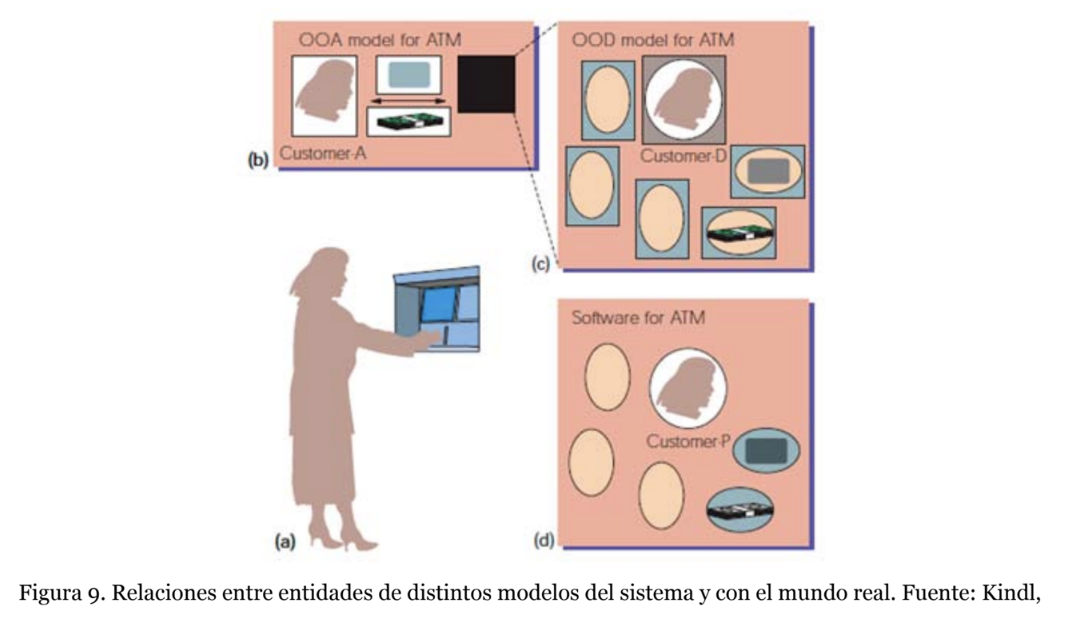 OOA model for ATM
Customer-A
(b)
OOD model for ATM
Customer-D
(c)
(a)
Software for ATM
Customer-P
(d)
Figura 9. Relaciones entre entidades de distintos modelos del sistema y con el mundo real. Fuente: Kindl,